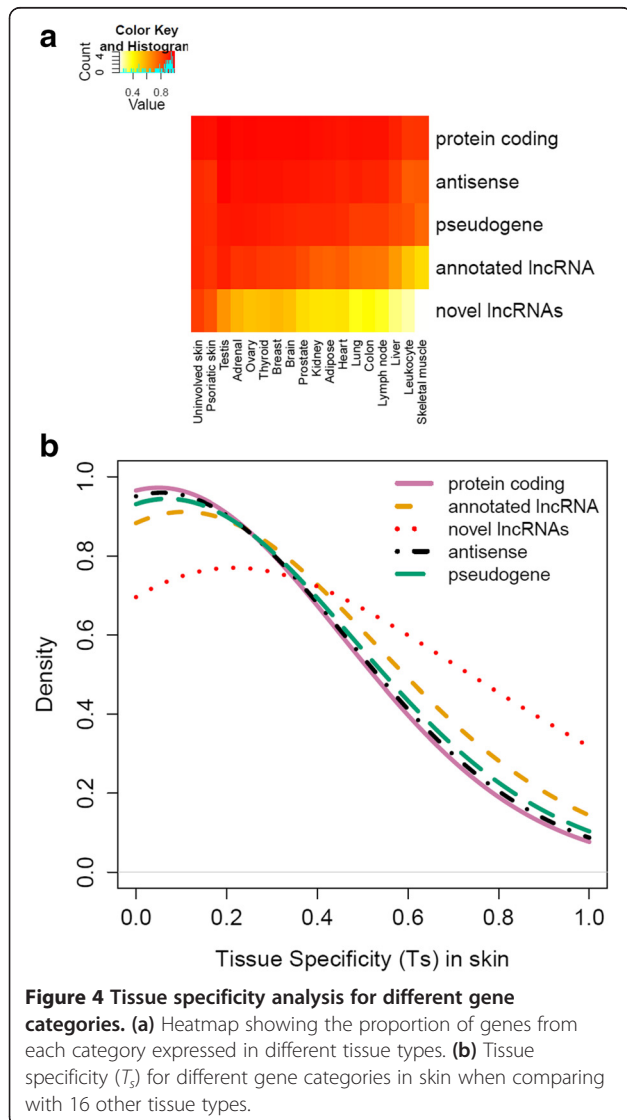 a
Color Key
and Histogram
Count
0 4
0.4 0.8
Value
protein coding
antisense
pseudogene
annotated lncRNA
novel lncRNAs
Uninvolved skin
Psoriatic skin
Testis
Adrenal
Ovary
Thyroid
Breast
Brain
Prostate
Kidney
Adipose
Heart
Lung
Colon
Lymph node
Liver
Leukocyte
Skeletal muscle
b
protein coding
annotated lncRNA
novel lncRNAs
antisense
pseudogene
Density
1.0
0.8
0.6
0.4
0.2
0.0
0.0 0.2 0.4 0.6 0.8 1.0
Tissue Specificity (Ts) in skin
Figure 4 Tissue specificity analysis for different gene
categories. (a) Heatmap showing the proportion of genes from
each category expressed in different tissue types. (b) Tissue
specificity (Ts) for different gene categories in skin when comparing
with 16 other tissue types.